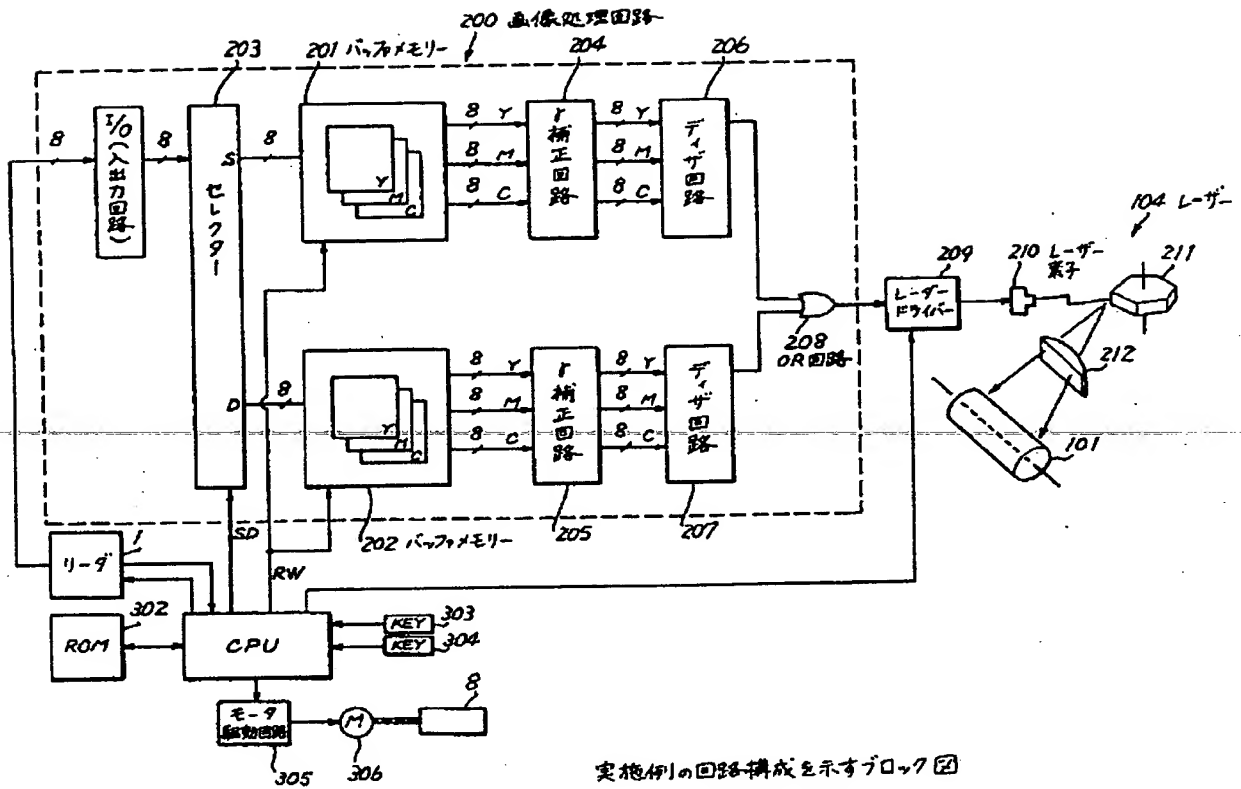 200 画像処理回路
203
201 バッファメモリー
204
206
8
I/O(入出力回路)
8
セレクター
S
8
Y
M
C
8 Y
8 M
8 C
γ補正回路
8 Y
8 M
8 C
ディザ回路
104 レーザー
209
210 レーザー
素子
211
レーダー
ドライバー
208
OR回路
212
101
D
8
Y
M
C
8 Y
8 M
8 C
γ補正回路
8 Y
8 M
8 C
ディザ回路
202 バッファメモリー
205
207
SD
RW
1
リーダ
302
ROM
CPU
KEY
303
KEY
304
モータ
駆動回路
305
M
306
8
実施例の回路構成を示すブロック図